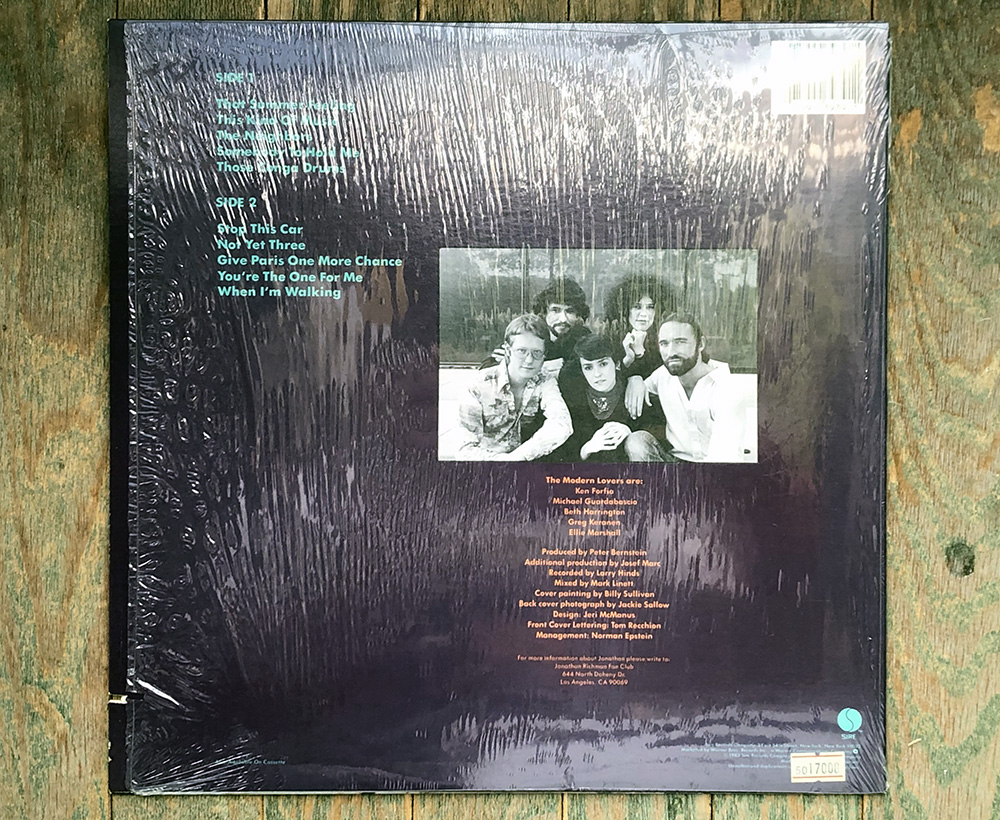 SIDE 1
That Summer Feeling
This Kind Of Music
The Neighbors
Somebody To Hold Me
Those Conga Drums
SIDE 2
Stop This Car
Not Yet Three
Give Paris One More Chance
You're The One For Me
When I'm Walking
The Modern Lovers are:
Ken Forfia
Michael Guardabascio
Beth Harrington
Greg Keranen
Ellie Marshall
Produced by Peter Bernstein
Additional production by Josef Marc
Recorded by Larry Hinds
Mixed by Mark Linett
Cover painting by Billy Sullivan
Back cover photograph by Jackie Sallow
Design: Jeri McManus
Front Cover Lettering: Tom Recchion
Management: Norman Epstein
For more information about Jonathan please write to:
Jonathan Richman Fan Club
644 North Doheny Dr.
Los Angeles, CA 90069
SIRE
Available On Cassette
5017000